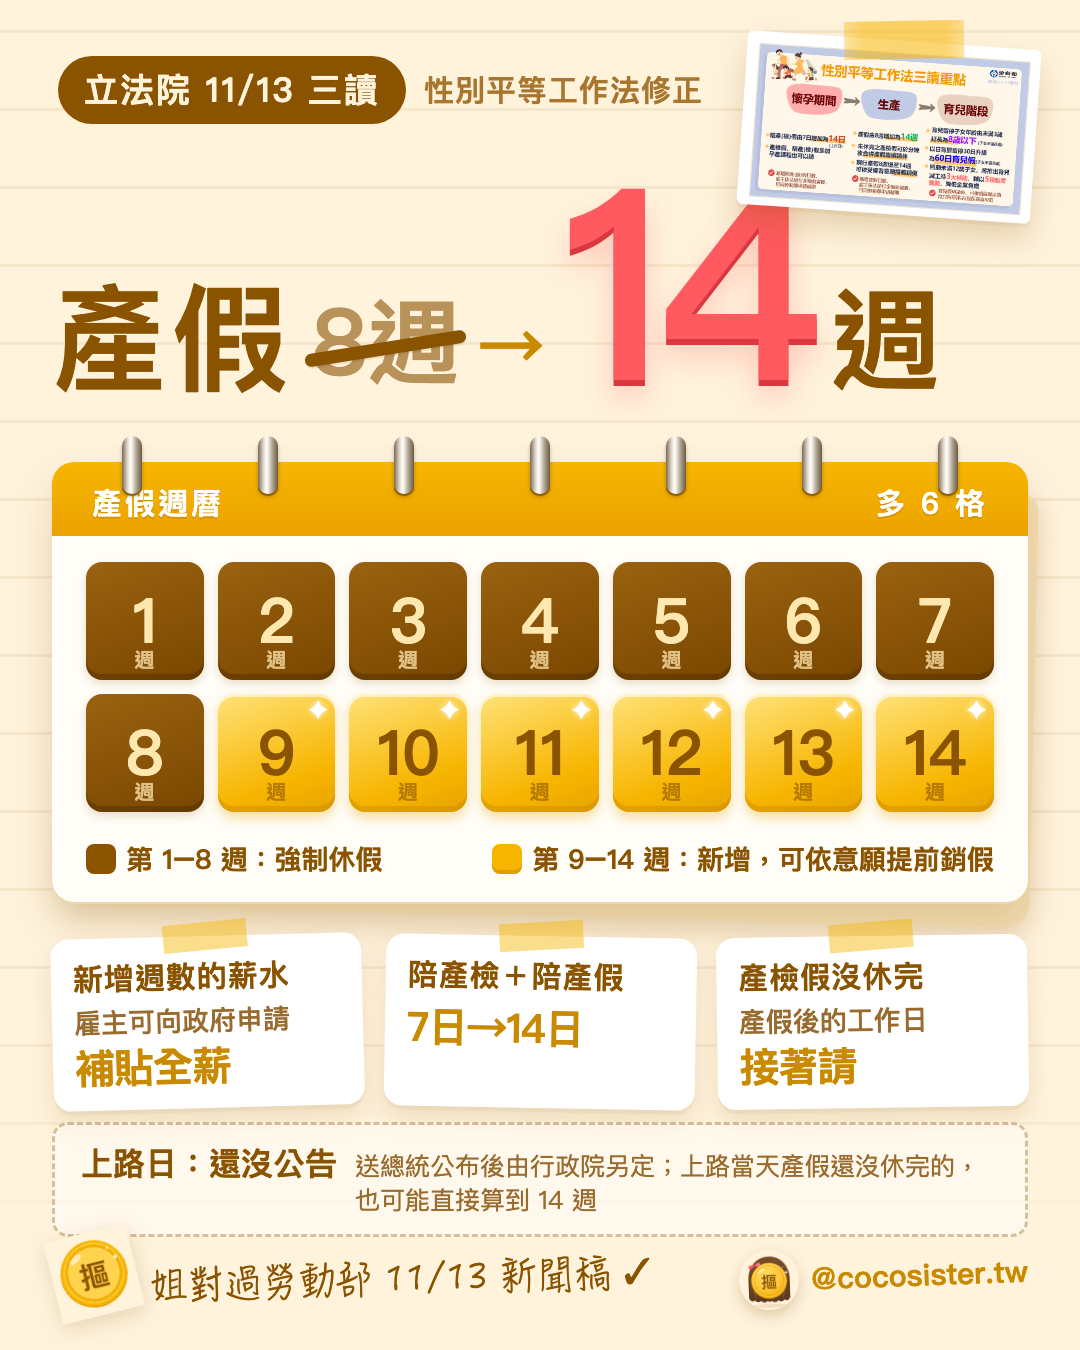 立法院 11/13 三讀
性別平等工作法修正
性別平等工作法三讀重點
懷孕期間
生產
育兒階段
產假 8週 → 14 週
產假週曆
多 6 格
1 週
2 週
3 週
4 週
5 週
6 週
7 週
8 週
9 週
10 週
11 週
12 週
13 週
14 週
第 1—8 週：強制休假
第 9—14 週：新增，可依意願提前銷假
新增週數的薪水
雇主可向政府申請
補貼全薪
陪產檢＋陪產假
7日→14日
產檢假沒休完
產假後的工作日
接著請
上路日：還沒公告
送總統公布後由行政院另定；上路當天產假還沒休完的，
也可能直接算到 14 週
摳
姐對過勞動部 11/13 新聞稿 ✓
摳
@cocosister.tw